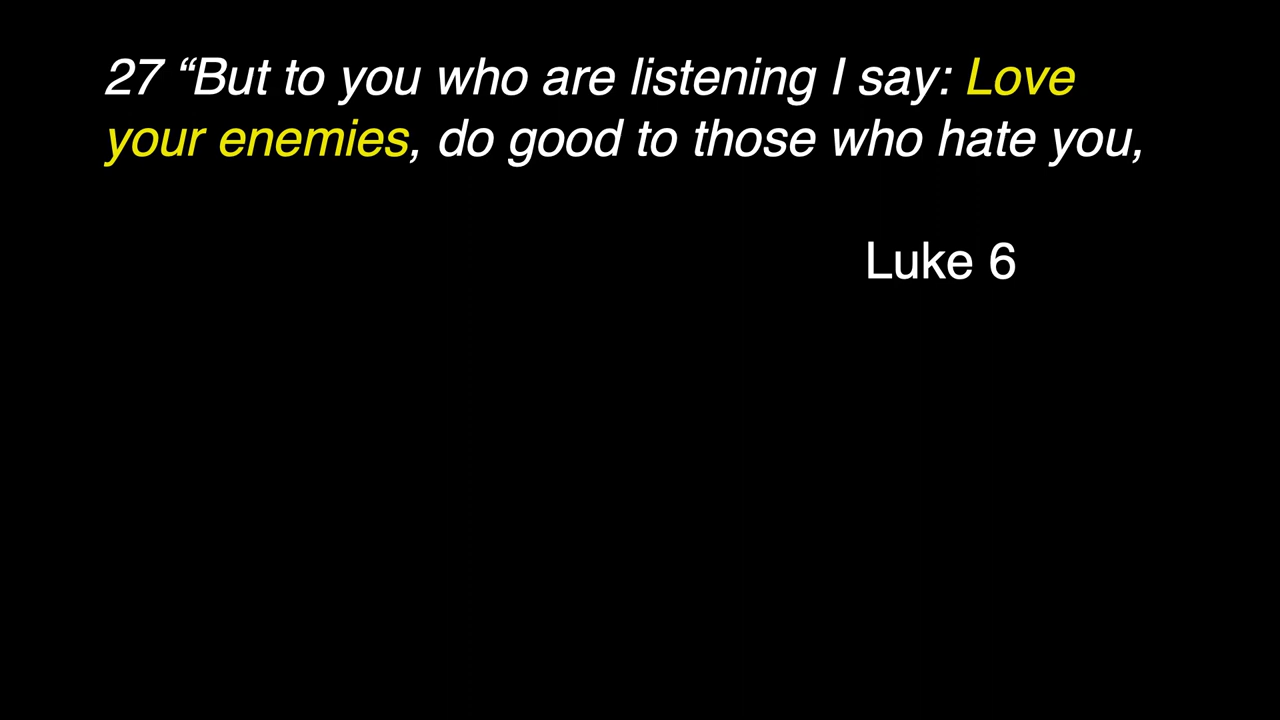 27 “But to you who are listening I say: Love
your enemies, do good to those who hate you,
Luke 6